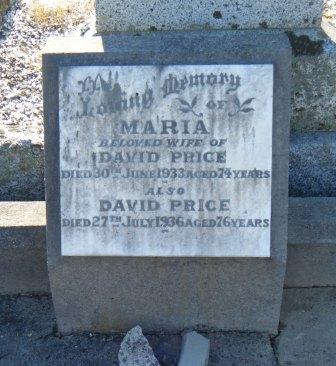 In Loving Memory
OF
MARIA
BELOVED WIFE OF
DAVID PRICE
DIED 30TH JUNE 1933 AGED 74 YEARS
ALSO
DAVID PRICE
DIED 27TH JULY 1936 AGED 76 YEARS